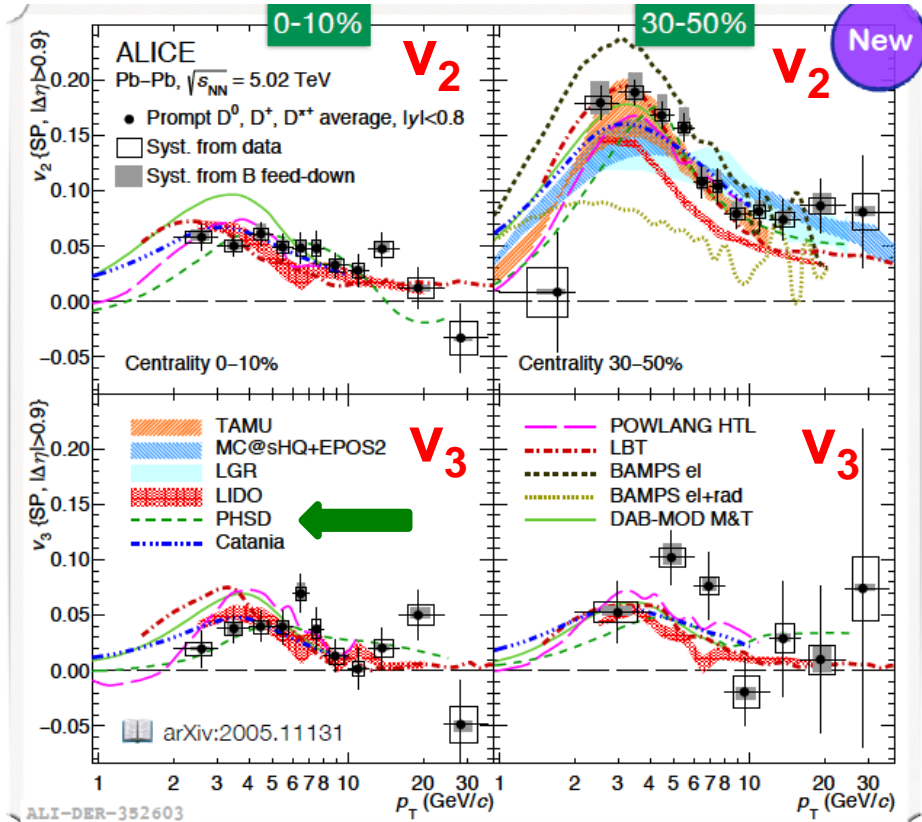 0-10%
30-50%
New
ALICE
Pb–Pb, √sNN = 5.02 TeV
Prompt D⁰, D⁺, D*⁺ average, |y|<0.8
Syst. from data
Syst. from B feed-down
v₂
v₂
v₂ {SP, |Δη|>0.9}
0.20
0.15
0.10
0.05
0.00
−0.05
Centrality 0–10%
Centrality 30–50%
v₃ {SP, |Δη|>0.9}
0.20
0.15
0.10
0.05
0.00
−0.05
TAMU
MC@sHQ+EPOS2
LGR
LIDO
PHSD
Catania
v₃
POWLANG HTL
LBT
BAMPS el
BAMPS el+rad
DAB-MOD M&T
v₃
arXiv:2005.11131
1 2 3 4 5 6 7 8 10 20 30
1 2 3 4 5 6 7 8 10 20 30
pT (GeV/c)
pT (GeV/c)
ALI-DER-352603